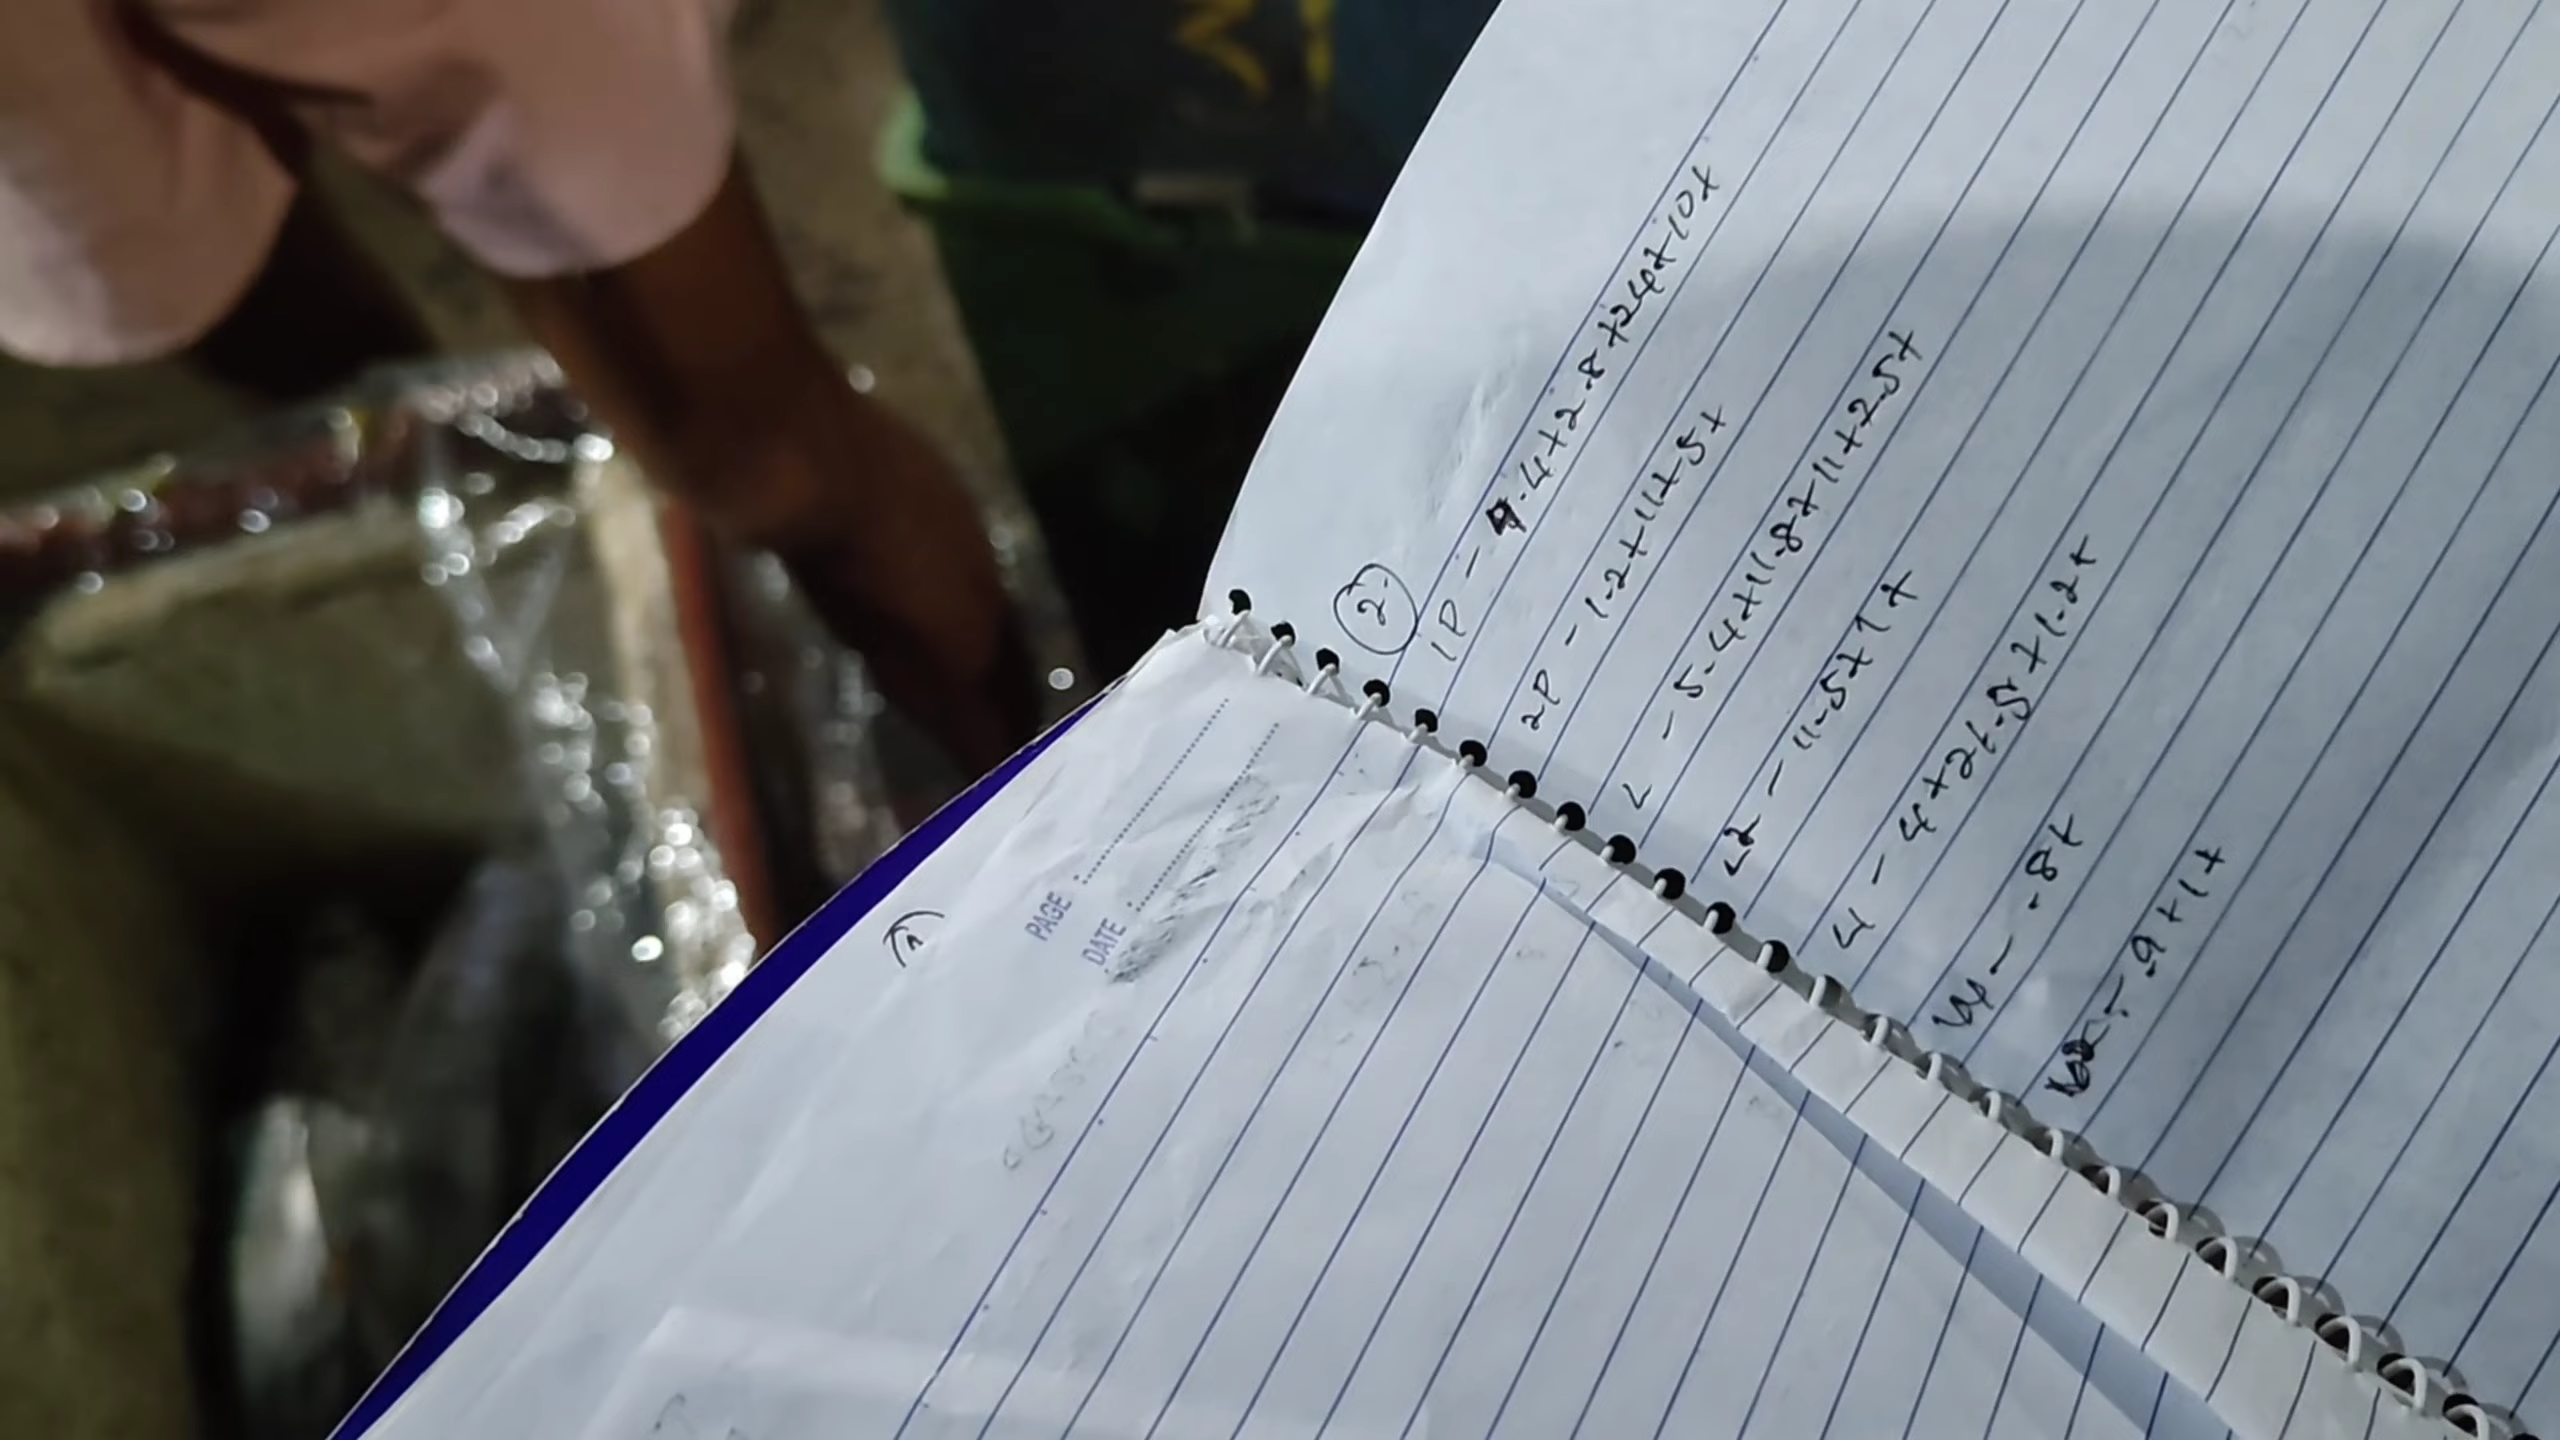 ②
1P - 9.4+2.8+24+10+
2P - 1.2+11+5+
L - 5.4+11.8+11+2.5+
L2 - 11.5+1+
4 - 4+21.5+1.2+
- .8+
- .9+1+
PAGE :
DATE :